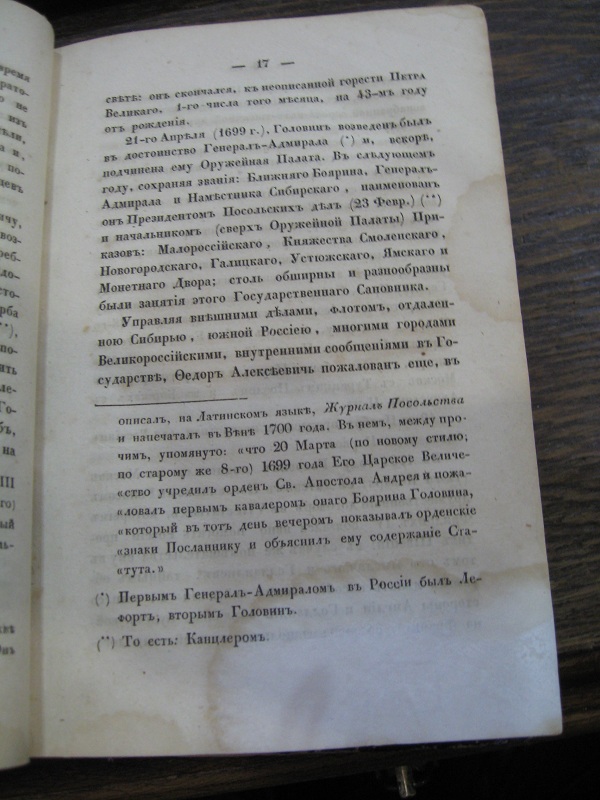 — 17 —
свѣтѣ: онъ скончался, къ неописанной горести Петра
Великаго, 1-го числа того мѣсяца, на 43-мъ году
отъ рожденія.
21-го Апрѣля (1699 г.), Головинъ возведенъ былъ
въ достоинство Генералъ-Адмирала (*) и, вскорѣ,
подчинена ему Оружейная Палата. Въ слѣдующемъ
году, сохраняя званія: Ближняго Боярина, Генералъ-
Адмирала и Намѣстника Сибирскаго, наименованъ
онъ Президентомъ Посольскихъ дѣлъ (23 Февр.) (**)
и начальникомъ (сверхъ Оружейной Палаты) При-
казовъ: Малороссійскаго, Княжества Смоленскаго,
Новогородскаго, Галицкаго, Устюжскаго, Ямскаго и
Монетнаго Двора; столь обширны и разнообразны
были занятія этого Государственнаго Сановника.
Управляя внѣшними дѣлами, флотомъ, отдален-
ною Сибирью, южной Россіею, многими городами
Великороссійскими, внутренними сообщеніями въ Го-
сударствѣ, Ѳедоръ Алексѣевичь пожалованъ еще, въ
описалъ, на Латинскомъ языкѣ, Журналъ Посольства
и напечаталъ въ Вѣнѣ 1700 года. Въ немъ, между про-
чимъ, упомянуто: «что 20 Марта (по новому стилю;
по старому же 8-го) 1699 года Его Царское Величе-
«ство учредилъ орденъ Св. Апостола Андрея и пожа-
«ловалъ первымъ кавалеромъ онаго Боярина Головина,
«который въ тотъ день вечеромъ показывалъ орденскіе
«знаки Посланнику и объяснилъ ему содержаніе Ста-
«тута.»
(*) Первымъ Генералъ-Адмираломъ въ Россіи былъ Ле-
фортъ, вторымъ Головинъ.
(**) То есть: Канцлеромъ.